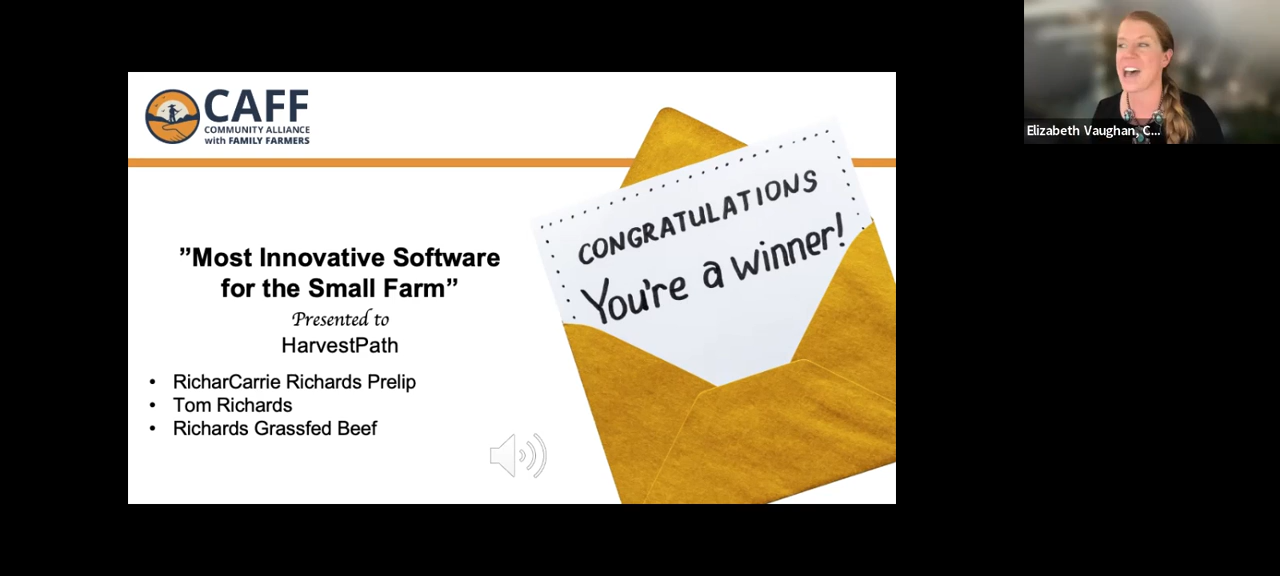 CAFF
COMMUNITY ALLIANCE
with FAMILY FARMERS
”Most Innovative Software
for the Small Farm”
Presented to
HarvestPath
• RicharCarrie Richards Prelip
• Tom Richards
• Richards Grassfed Beef
CONGRATULATIONS
You're a winner!
Elizabeth Vaughan, C...